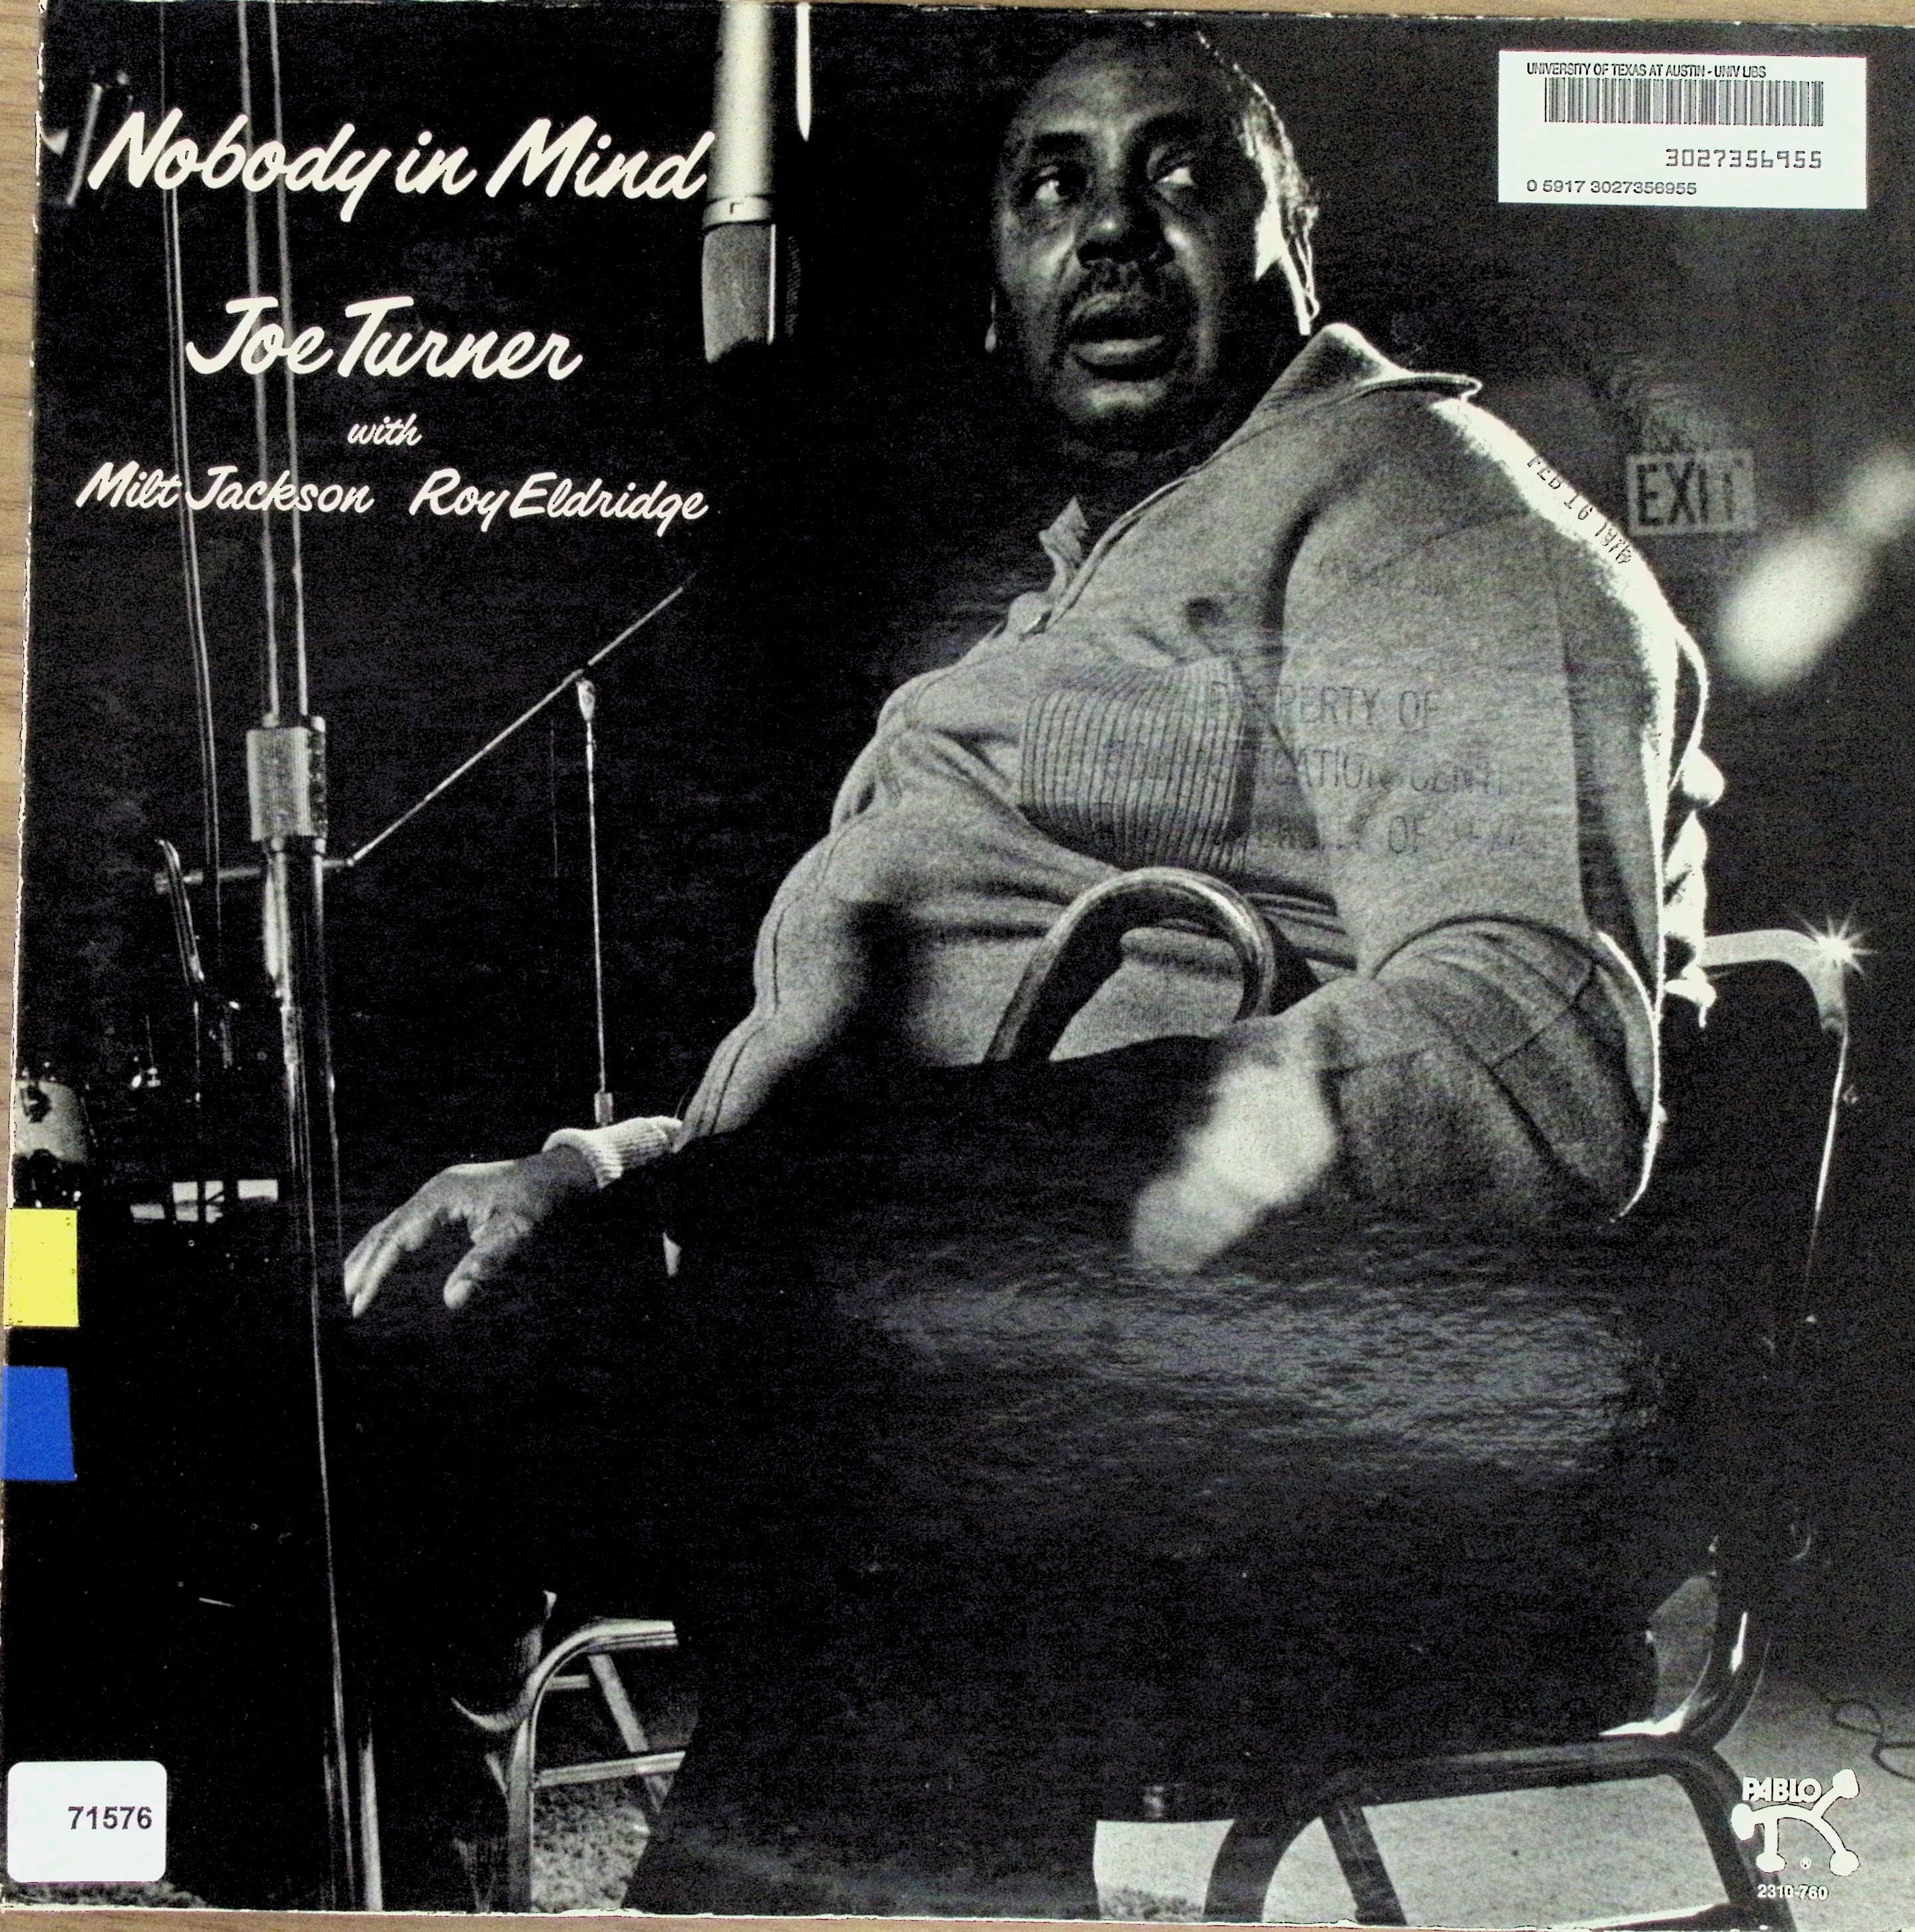 Nobody in Mind
Joe Turner
with
Milt Jackson Roy Eldridge
UNIVERSITY OF TEXAS AT AUSTIN - UNIV LIBS
3027356955
0 5917 3027356955
EXIT
FEB 16 1978
PROPERTY OF
OF
71576
PABLO
®
2310-760